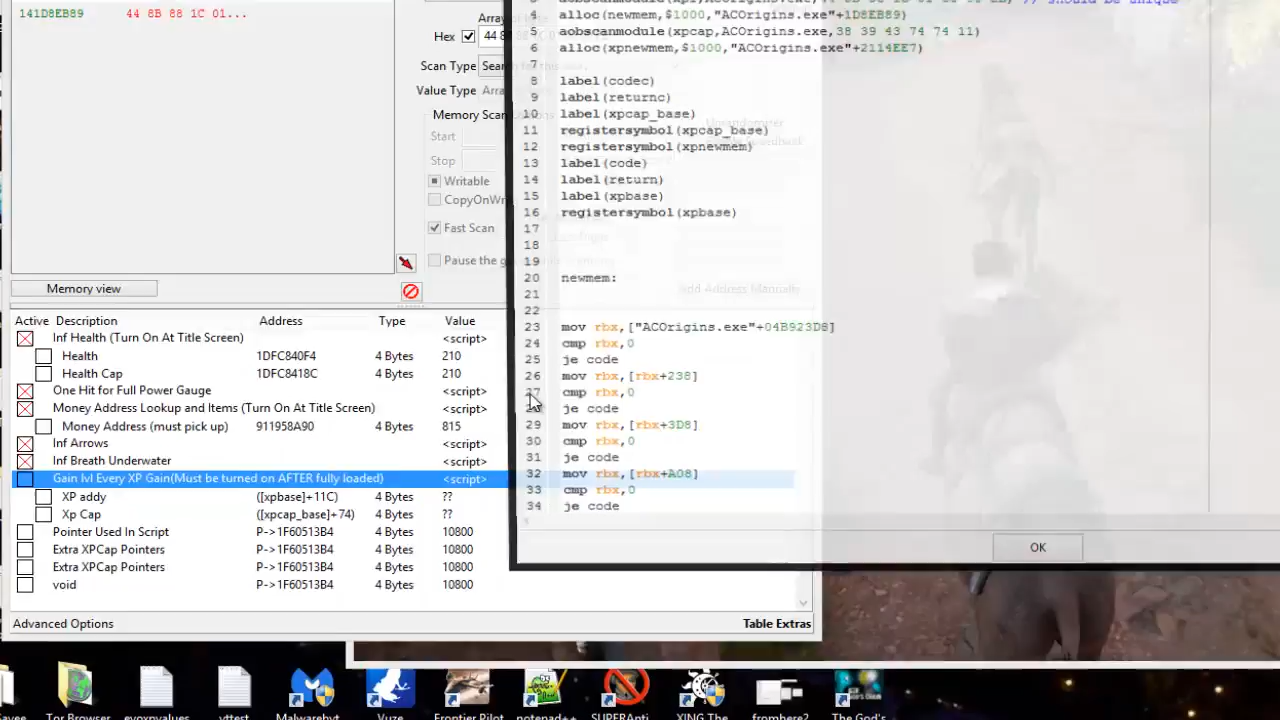 141D8EB89 44 8B 88 1C 01...
Hex
Scan Type
Value Type
Memory Scan
Start
Stop
Writable
CopyOnWr
Fast Scan
Pause the
Memory view
Add Address Manually
Active Description Address Type Value
Inf Health (Turn On At Title Screen) <script>
Health 1DFC840F4 4 Bytes 210
Health Cap 1DFC8418C 4 Bytes 210
One Hit for Full Power Gauge <script>
Money Address Lookup and Items (Turn On At Title Screen) <script>
Money Address (must pick up) 911958A90 4 Bytes 815
Inf Arrows <script>
Inf Breath Underwater <script>
Gain lvl Every XP Gain(Must be turned on AFTER fully loaded) <script>
XP addy ([xpbase]+11C) 4 Bytes ??
Xp Cap ([xpcap_base]+74) 4 Bytes ??
Pointer Used In Script P->1F60513B4 4 Bytes 10800
Extra XPCap Pointers P->1F60513B4 4 Bytes 10800
Extra XPCap Pointers P->1F60513B4 4 Bytes 10800
void P->1F60513B4 4 Bytes 10800
Advanced Options Table Extras
4 alloc(newmem,$1000,"ACOrigins.exe"+1D8EB89)
5 aobscanmodule(xpcap,ACOrigins.exe,38 39 43 74 74 11)
6 alloc(xpnewmem,$1000,"ACOrigins.exe"+2114EE7)
7
8 label(codec)
9 label(returnc)
10 label(xpcap_base)
11 registersymbol(xpcap_base)
12 registersymbol(xpnewmem)
13 label(code)
14 label(return)
15 label(xpbase)
16 registersymbol(xpbase)
17
18
19
20 newmem:
21
22
23 mov rbx,["ACOrigins.exe"+04B923D8]
24 cmp rbx,0
25 je code
26 mov rbx,[rbx+238]
27 cmp rbx,0
je code
29 mov rbx,[rbx+3D8]
30 cmp rbx,0
31 je code
32 mov rbx,[rbx+A08]
33 cmp rbx,0
34 je code
OK
Tor Browser
evoxpvalues
vttest
Malwarebyt
Vuze
Frontier Pilot
notepad++
SUPERAnti
XING The
fromhere?
The God's